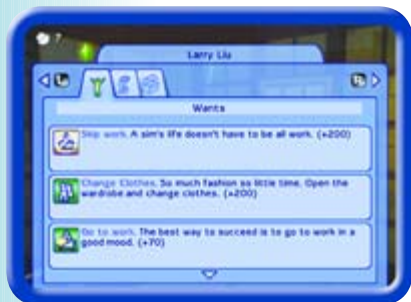 7
Larry Liu
Wants
Skip work. A sim's life doesn't have to be all work. (+200)
Change Clothes. So much fashion so little time. Open the
wardrobe and change clothes. (+200)
Go to work. The best way to succeed is to go to work in a
good mood. (+70)